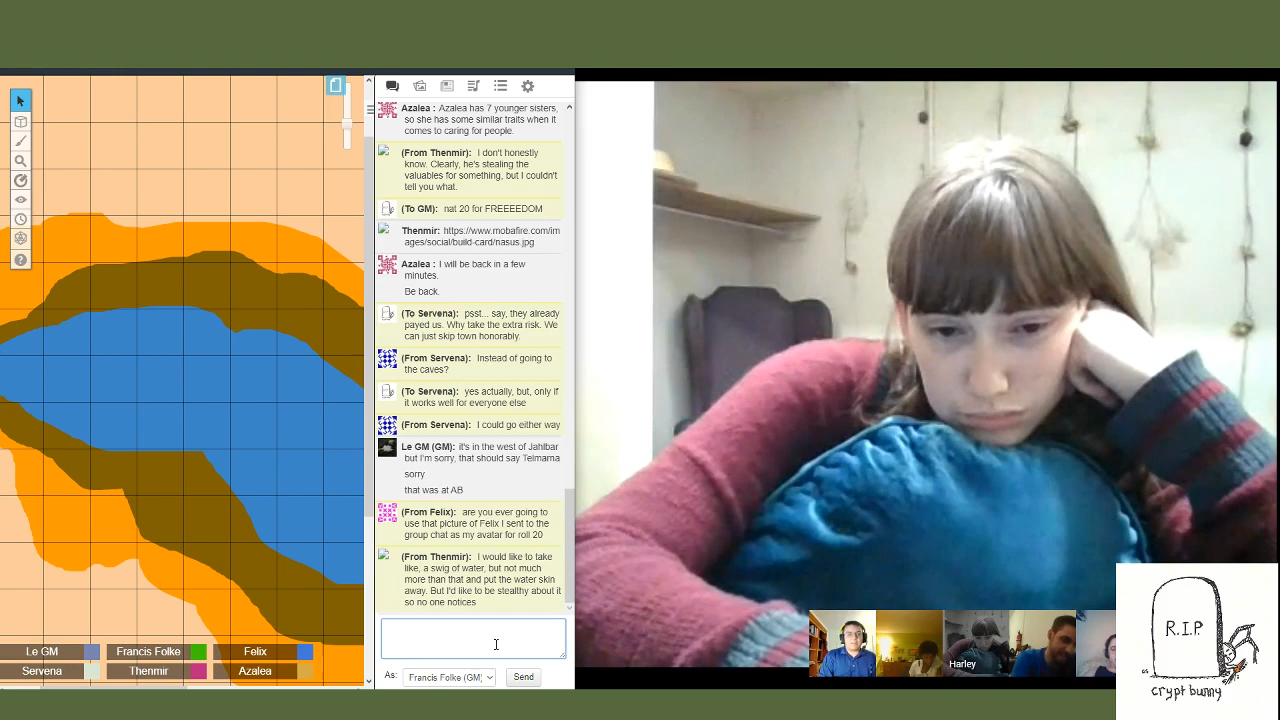 Azalea : Azalea has 7 younger sisters,
so she has some similar traits when it
comes to caring for people.
(From Thenmir): I don't honestly
know. Clearly, he's stealing the
valuables for something, but I couldn't
tell you what.
(To GM): nat 20 for FREEEEDOM
Thenmir: https://www.mobafire.com/im
ages/social/build-card/nasus.jpg
Azalea : I will be back in a few
minutes.
Be back.
(To Servena): psst... say, they already
payed us. Why take the extra risk. We
can just skip town honorably.
(From Servena): Instead of going to
the caves?
(To Servena): yes actually, but, only if
it works well for everyone else
(From Servena): I could go either way
Le GM (GM): it's in the west of Jahlbar
but I'm sorry, that should say Telmarna
sorry
that was at AB
(From Felix): are you ever going to
use that picture of Felix I sent to the
group chat as my avatar for roll 20
(From Thenmir): I would like to take
like, a swig of water, but not much
more than that and put the water skin
away. But I'd like to be stealthy about it
so no one notices
As: Francis Folke (GM) Send
Le GM Francis Folke Felix
Servena Thenmir Azalea
Harley
R.I.P.
crypt bunny